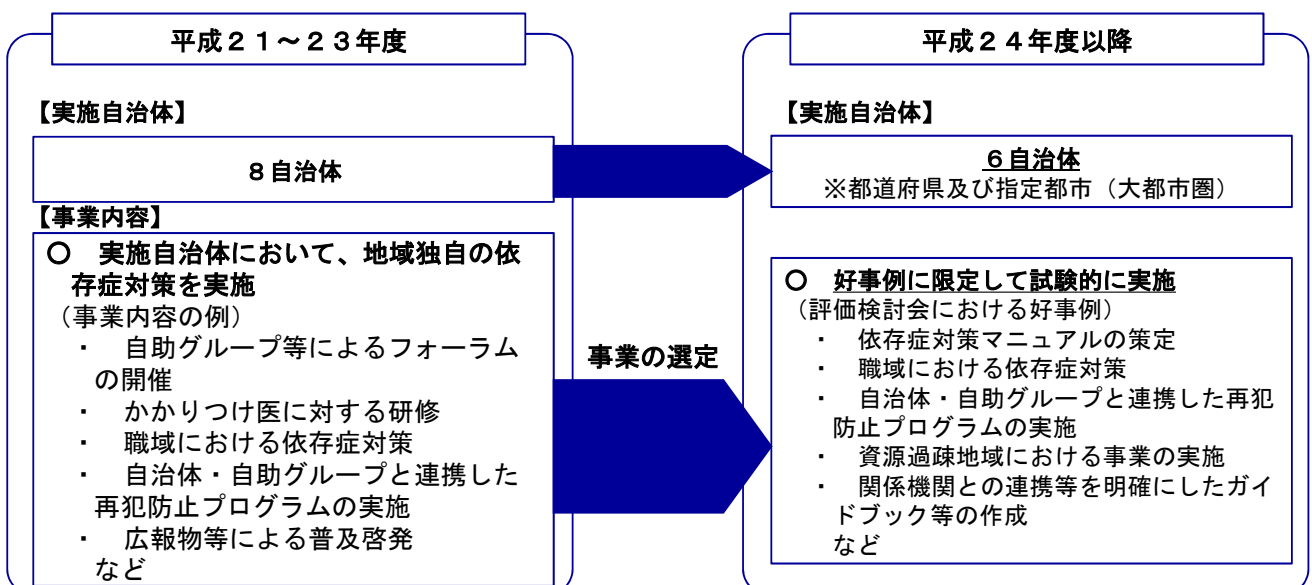 平成２１～２３年度
【実施自治体】
８自治体
【事業内容】
○　実施自治体において、地域独自の依
存症対策を実施
（事業内容の例）
・　自助グループ等によるフォーラム
の開催
・　かかりつけ医に対する研修
・　職域における依存症対策
・　自治体・自助グループと連携した
再犯防止プログラムの実施
・　広報物等による普及啓発
など
事業の選定
平成２４年度以降
【実施自治体】
６自治体
※都道府県及び指定都市（大都市圏）
○　好事例に限定して試験的に実施
（評価検討会における好事例）
・　依存症対策マニュアルの策定
・　職域における依存症対策
・　自治体・自助グループと連携した再犯
防止プログラムの実施
・　資源過疎地域における事業の実施
・　関係機関との連携等を明確にしたガイ
ドブック等の作成
など